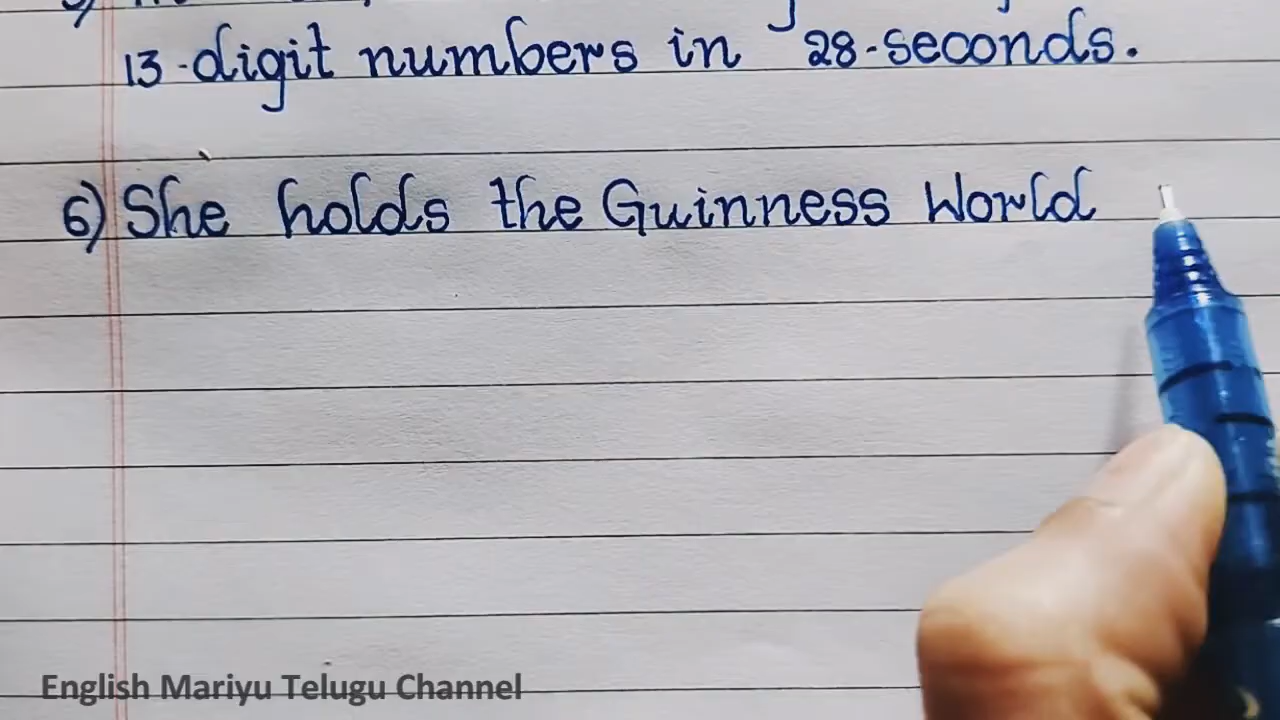 13-digit numbers in 28-seconds.
6) She holds the Guinness World
English Mariyu Telugu Channel